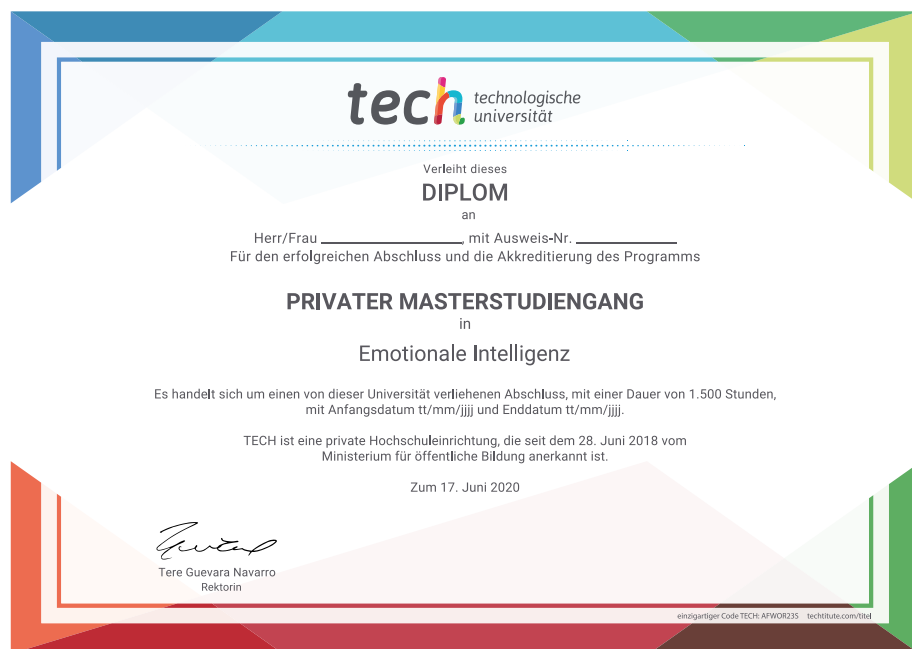 tech technologische
universität
Verleiht dieses
DIPLOM
an
Herr/Frau ____________, mit Ausweis-Nr. ____________
Für den erfolgreichen Abschluss und die Akkreditierung des Programms
PRIVATER MASTERSTUDIENGANG
in
Emotionale Intelligenz
Es handelt sich um einen von dieser Universität verliehenen Abschluss, mit einer Dauer von 1.500 Stunden,
mit Anfangsdatum tt/mm/jjjj und Enddatum tt/mm/jjjj.
TECH ist eine private Hochschuleinrichtung, die seit dem 28. Juni 2018 vom
Ministerium für öffentliche Bildung anerkannt ist.
Zum 17. Juni 2020
Tere Guevara Navarro
Rektorin
einzigartiger Code TECH: AFWOR23S techtitute.com/titel